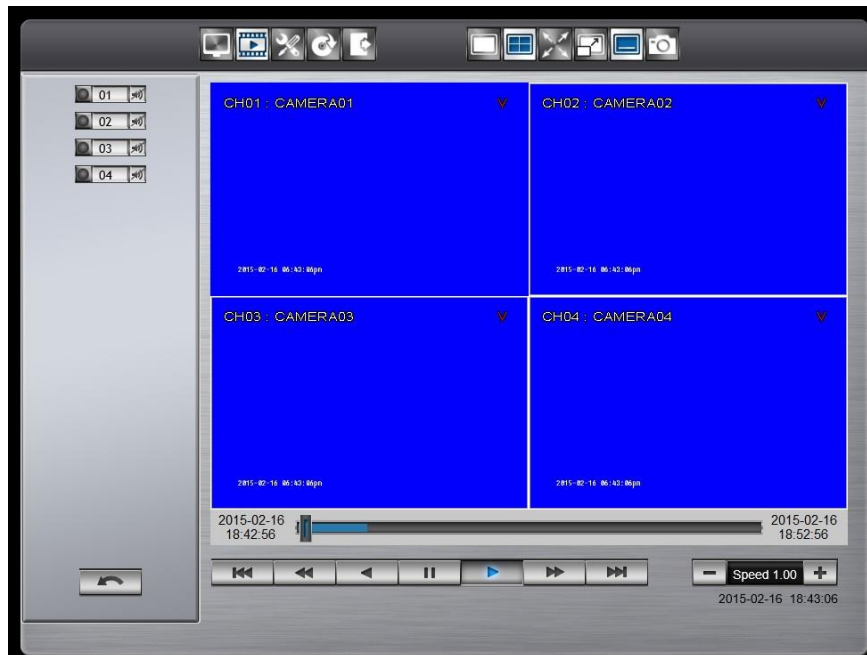 01
02
03
04
CH01 : CAMERA01 V
CH02 : CAMERA02 V
2015-02-16 06:43:06pm
2015-02-16 06:43:06pm
CH03 : CAMERA03 V
CH04 : CAMERA04 V
2015-02-16 06:43:06pm
2015-02-16 06:43:06pm
2015-02-16
18:42:56
2015-02-16
18:52:56
Speed 1.00
2015-02-16 18:43:06